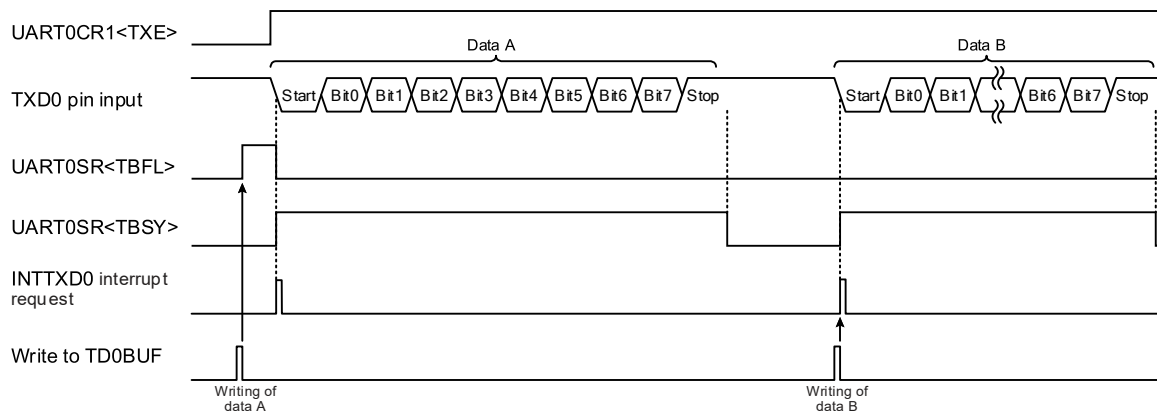 UART0CR1<TXE>
Data A
Data B
TXD0 pin input
Start Bit0 Bit1 Bit2 Bit3 Bit4 Bit5 Bit6 Bit7 Stop
Start Bit0 Bit1 Bit6 Bit7 Stop
UART0SR<TBFL>
UART0SR<TBSY>
INTTXD0 interrupt
request
Write to TD0BUF
Writing of
data A
Writing of
data B